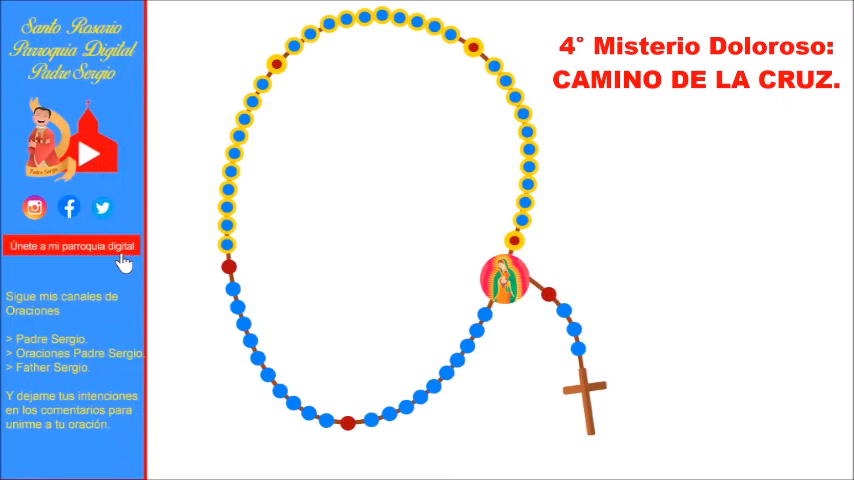 Santo Rosario
Parroquia Digital
Padre Sergio
Padre Sergio
Únete a mi parroquia digital
Sigue mis canales de
Oraciones
> Padre Sergio.
> Oraciones Padre Sergio.
> Father Sergio.
Y dejame tus intenciones
en los comentarios para
unirme a tu oración.
4° Misterio Doloroso:
CAMINO DE LA CRUZ.